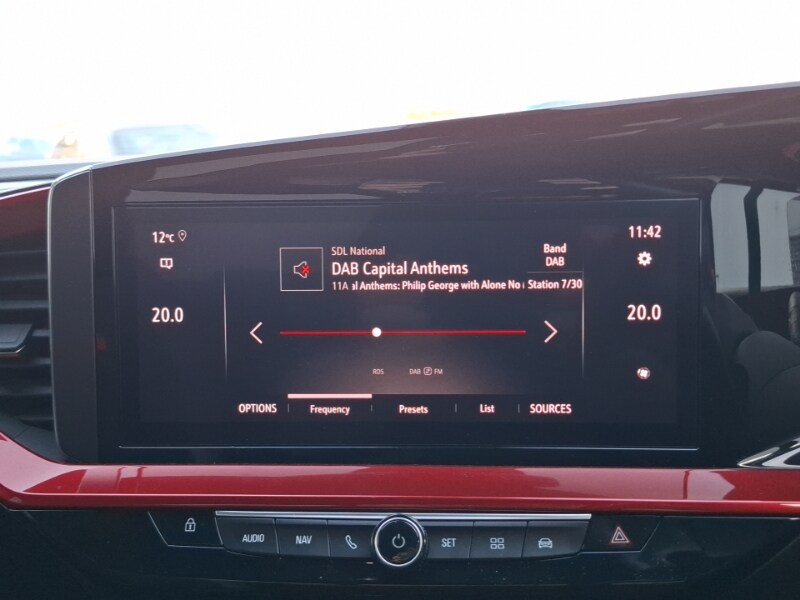 12°C
11:42
SDL National
Band
DAB Capital Anthems
DAB
11A al Anthems: Philip George with Alone No
Station 7/30
20.0
20.0
RDS
DAB FM
OPTIONS Frequency Presets List SOURCES
AUDIO NAV SET